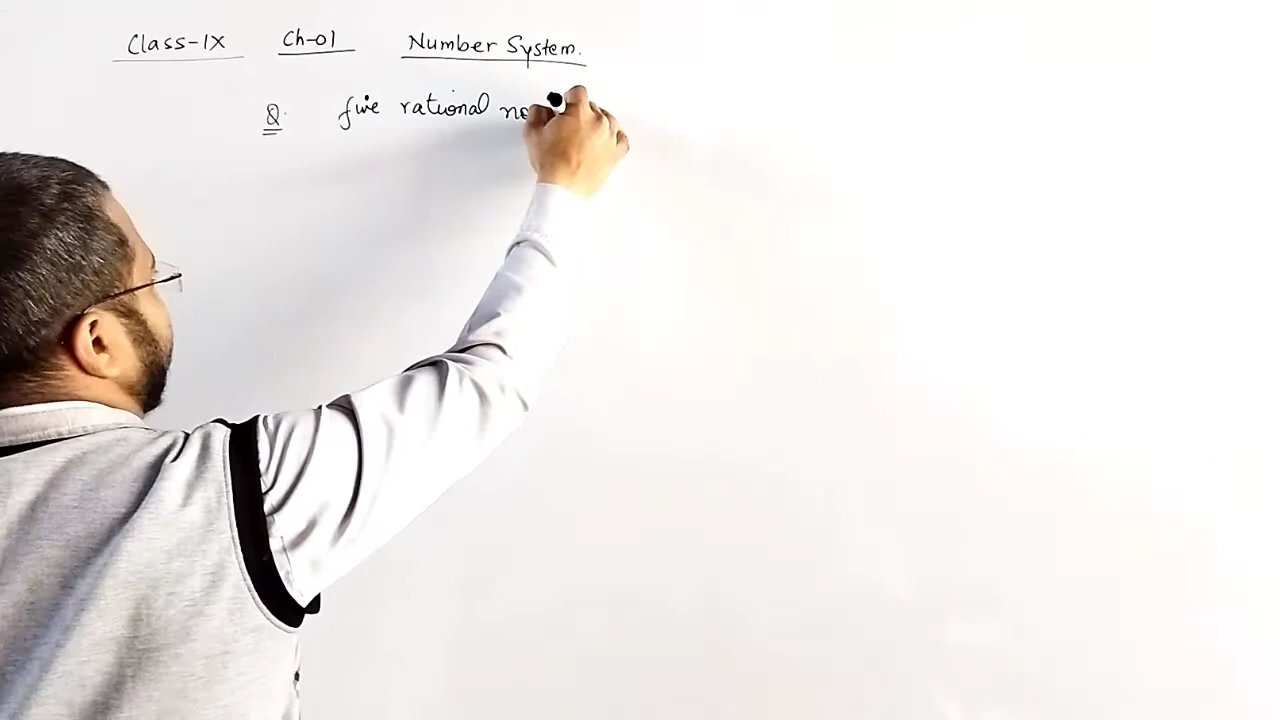 Class-IX Ch-01 Number System.
Q. five rational